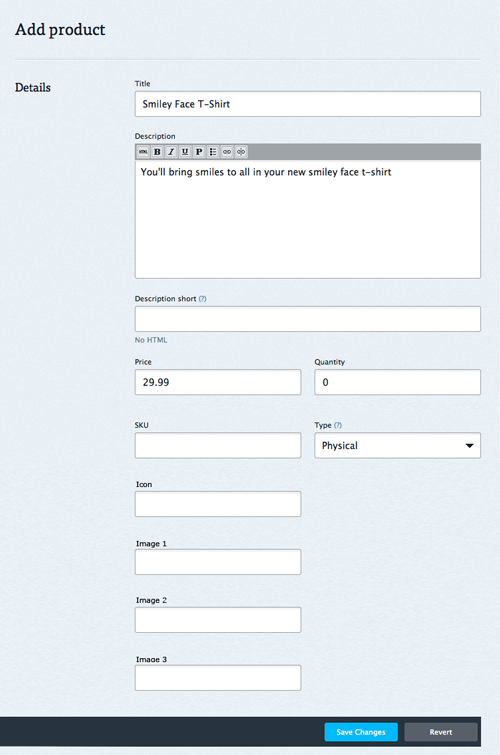 Add product
Details
Title
Smiley Face T-Shirt
Description
HTML B I U P
You'll bring smiles to all in your new smiley face t-shirt
Description short (?)
No HTML
Price Quantity
29.99 0
SKU Type (?)
Physical
Icon
Image 1
Image 2
Image 3
Save Changes Revert